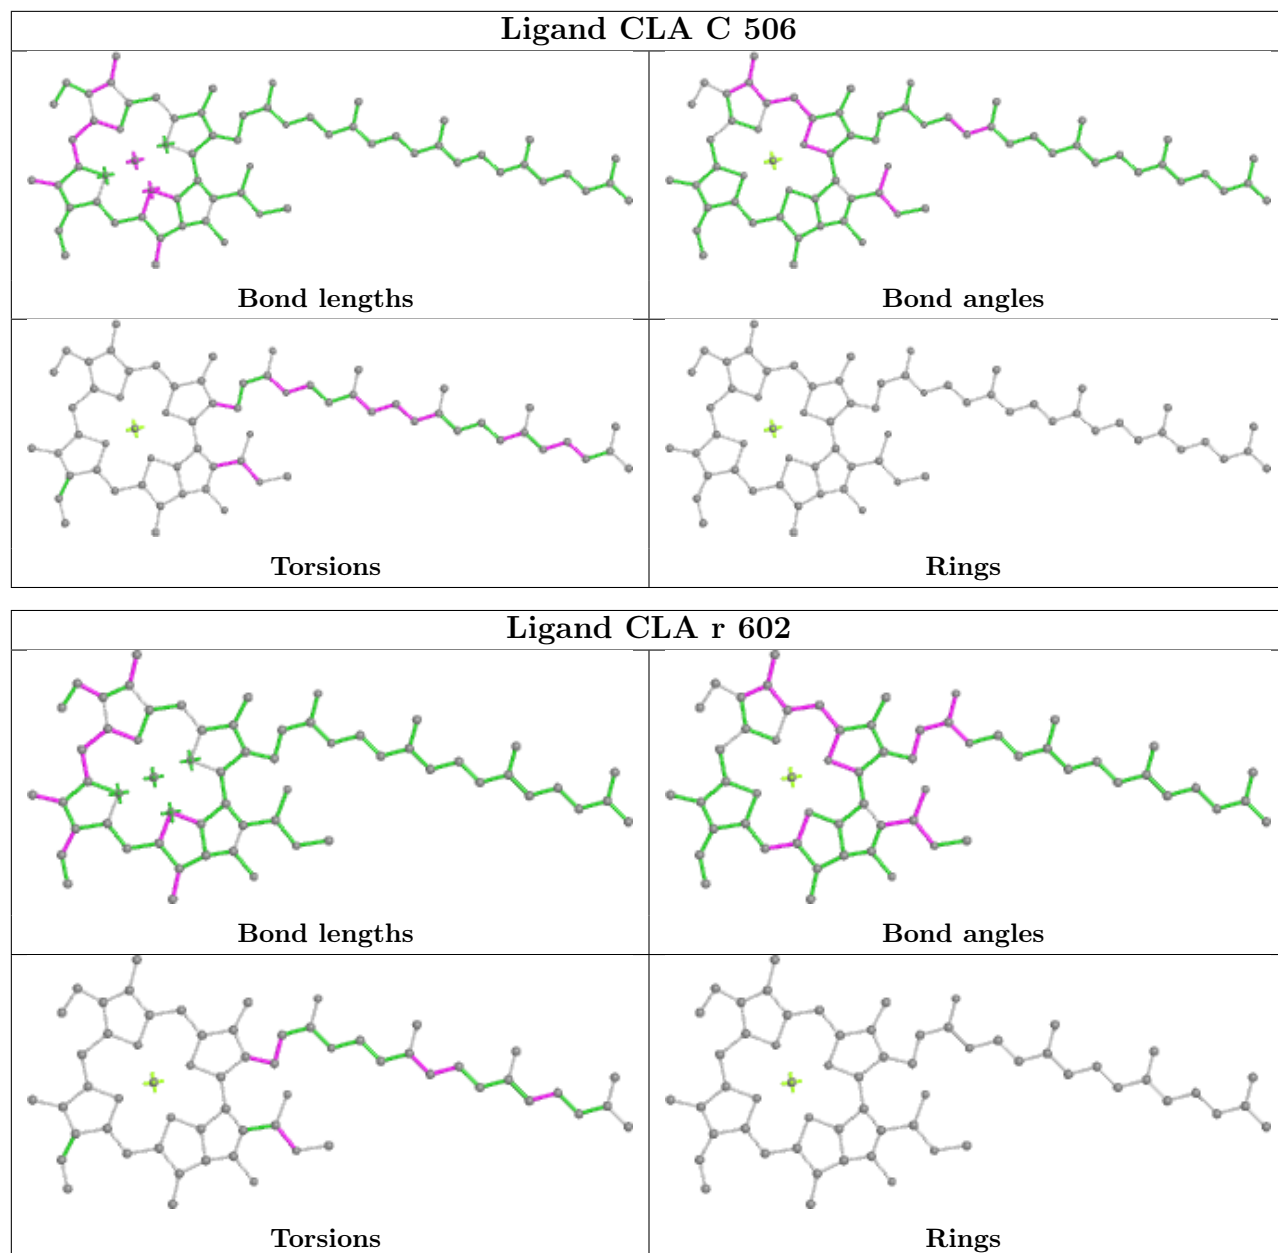 Ligand CLA C 506
Bond lengths
Bond angles
Torsions
Rings
Ligand CLA r 602
Bond lengths
Bond angles
Torsions
Rings